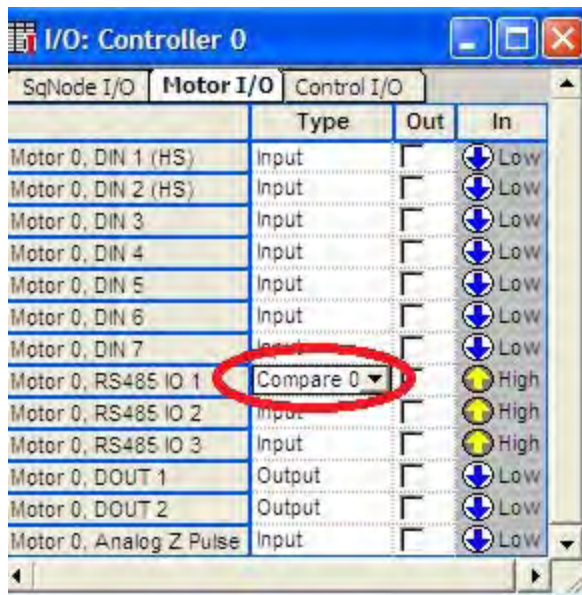 I/O: Controller 0
SqNode I/O Motor I/O Control I/O
Type Out In
Motor 0, DIN 1 (HS) Input Low
Motor 0, DIN 2 (HS) Input Low
Motor 0, DIN 3 Input Low
Motor 0, DIN 4 Input Low
Motor 0, DIN 5 Input Low
Motor 0, DIN 6 Input Low
Motor 0, DIN 7 Input Low
Motor 0, RS485 IO 1 Compare 0 High
Motor 0, RS485 IO 2 Input High
Motor 0, RS485 IO 3 Input High
Motor 0, DOUT 1 Output Low
Motor 0, DOUT 2 Output Low
Motor 0, Analog Z Pulse Input Low